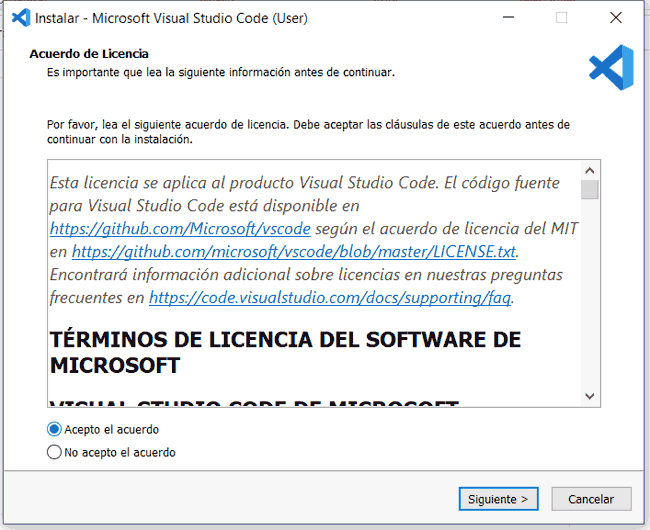 Instalar - Microsoft Visual Studio Code (User)
Acuerdo de Licencia
Es importante que lea la siguiente información antes de continuar.
Por favor, lea el siguiente acuerdo de licencia. Debe aceptar las cláusulas de este acuerdo antes de
continuar con la instalación.
Esta licencia se aplica al producto Visual Studio Code. El código fuente
para Visual Studio Code está disponible en
https://github.com/Microsoft/vscode según el acuerdo de licencia del MIT
en https://github.com/microsoft/vscode/blob/master/LICENSE.txt.
Encontrará información adicional sobre licencias en nuestras preguntas
frecuentes en https://code.visualstudio.com/docs/supporting/faq.
TÉRMINOS DE LICENCIA DEL SOFTWARE DE
MICROSOFT
VISUAL STUDIO CODE DE MICROSOFT
Acepto el acuerdo
No acepto el acuerdo
Siguiente >
Cancelar